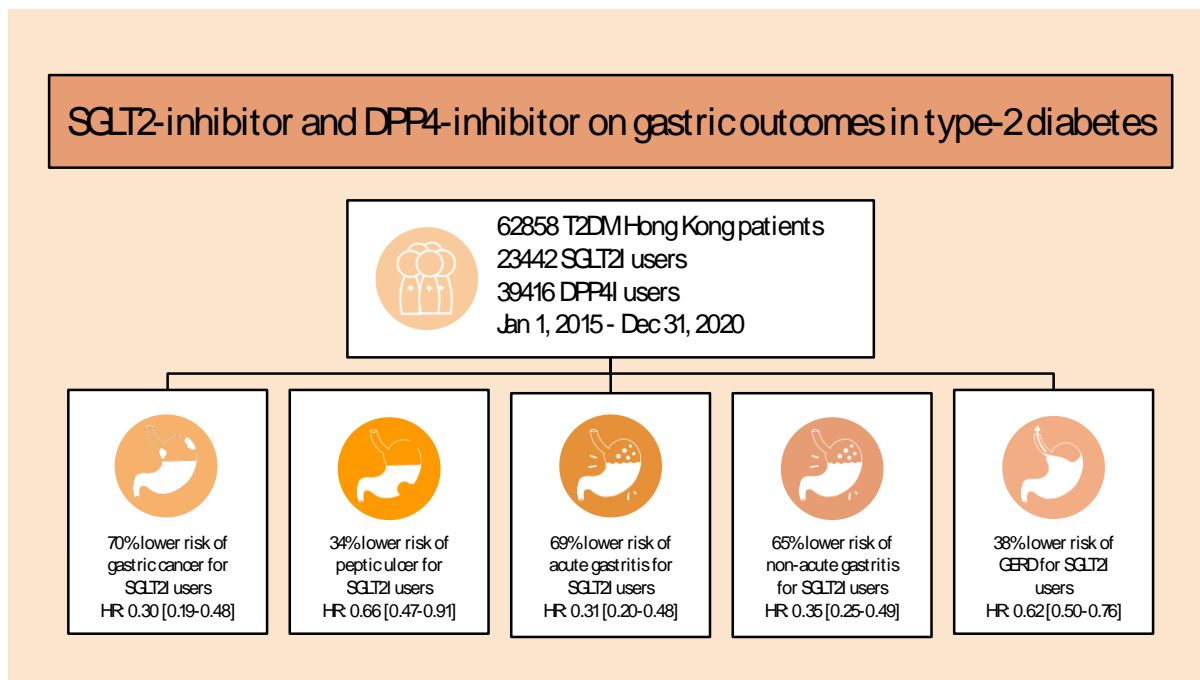 SGLT2-inhibitor and DPP4-inhibitor on gastric outcomes in type-2 diabetes
62858 T2DM Hong Kong patients
23442 SGLT2I users
39416 DPP4I users
Jan 1, 2015 - Dec 31, 2020
70% lower risk of
gastric cancer for
SGLT2I users
HR: 0.30 [0.19-0.48]
34% lower risk of
peptic ulcer for
SGLT2I users
HR: 0.66 [0.47-0.91]
69% lower risk of
acute gastritis for
SGLT2I users
HR: 0.31 [0.20-0.48]
65% lower risk of
non-acute gastritis
for SGLT2I users
HR: 0.35 [0.25-0.49]
38% lower risk of
GERD for SGLT2I
users
HR: 0.62 [0.50-0.76]